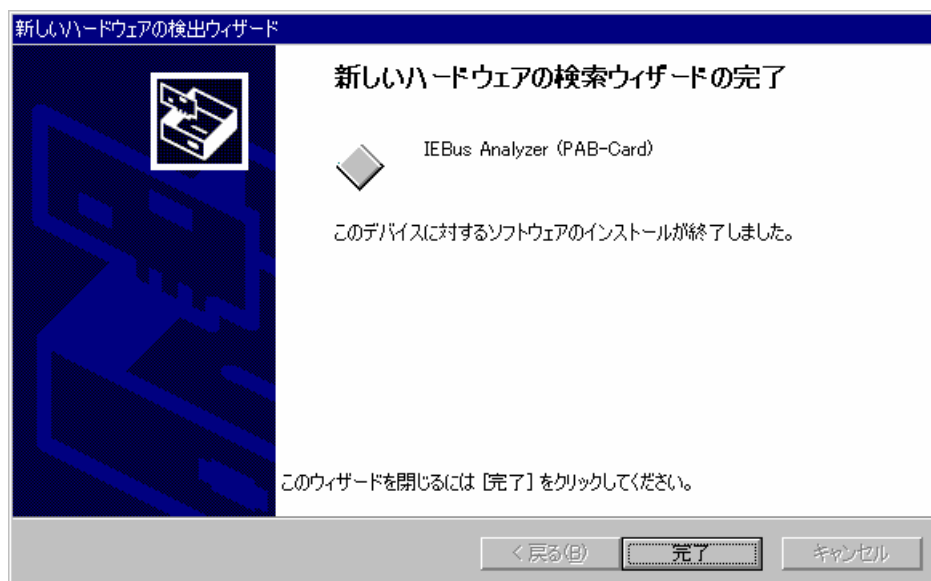 新しいハードウェアの検出ウィザード
新しいハードウェアの検索ウィザードの完了
IEBus Analyzer (PAB-Card)
このデバイスに対するソフトウェアのインストールが終了しました。
このウィザードを閉じるには [完了] をクリックしてください。
< 戻る(B)
完了
キャンセル